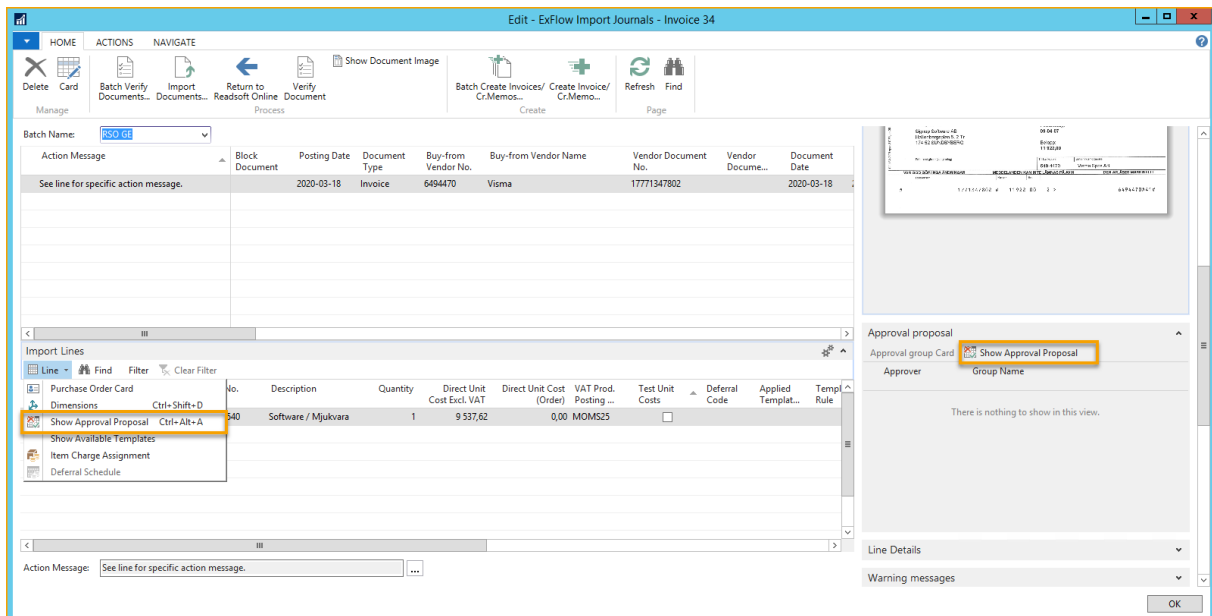 Edit - ExFlow Import Journals - Invoice 34
HOME ACTIONS NAVIGATE
Show Document Image
Delete Card Batch Verify Documents... Import Documents... Return to Readsoft Online Verify Document Batch Create Invoices/ Cr.Memos... Create Invoice/ Cr.Memo... Refresh Find
Manage Process Create Page
Batch Name: RSO GE
Action Message Block Document Posting Date Document Type Buy-from Vendor No. Buy-from Vendor Name Vendor Document No. Vendor Docume... Document Date
See line for specific action message. 2020-03-18 Invoice 6494470 Visma 17771347802 2020-03-18
Import Lines
Line Find Filter Clear Filter
No. Description Quantity Direct Unit Cost Excl. VAT Direct Unit Cost (Order) VAT Prod. Posting ... Test Unit Costs Deferral Code Applied Templat... Templ Rule
540 Software / Mjukvara 1 9 537,62 0,00 MOMS25
Purchase Order Card
Dimensions Ctrl+Shift+D
Show Approval Proposal Ctrl+Alt+A
Show Available Templates
Item Charge Assignment
Deferral Schedule
Action Message: See line for specific action message. ...
Approval proposal
Approval group Card Show Approval Proposal
Approver Group Name
There is nothing to show in this view.
Line Details
Warning messages
OK